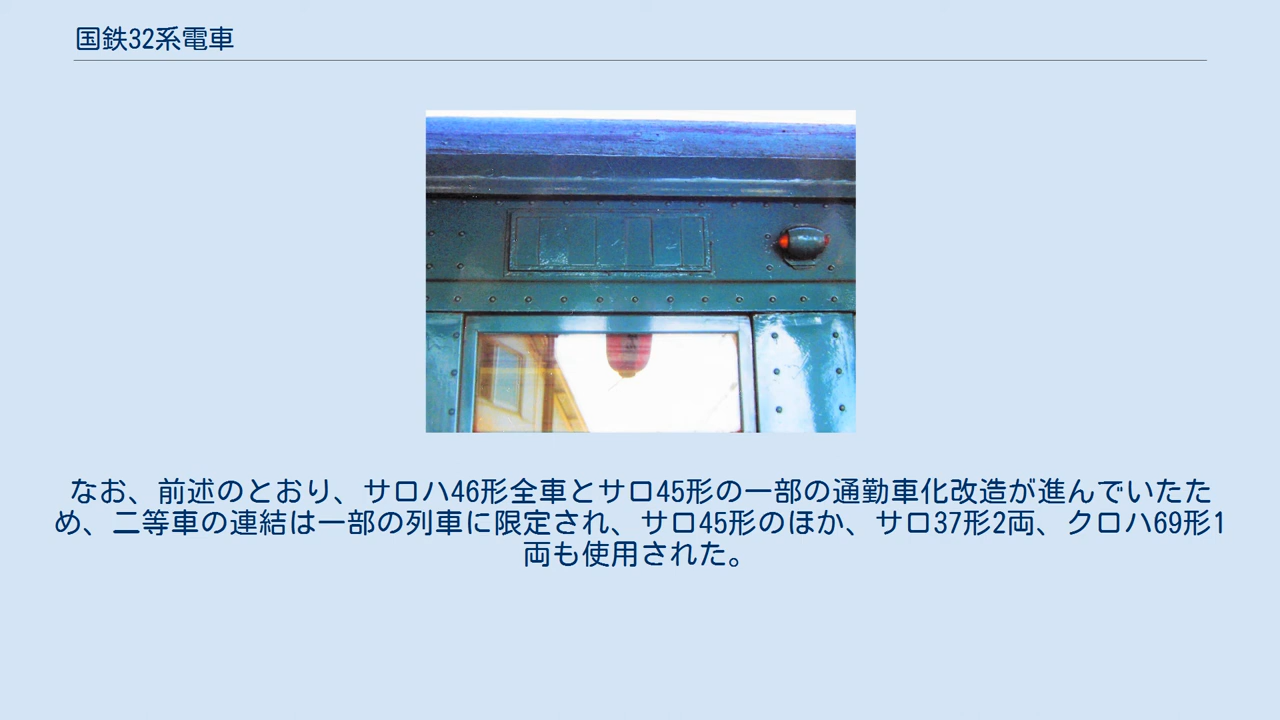 国鉄32系電車
なお、前述のとおり、サロハ46形全車とサロ45形の一部の通勤車化改造が進んでいたた
め、二等車の連結は一部の列車に限定され、サロ45形のほか、サロ37形2両、クロハ69形1
両も使用された。